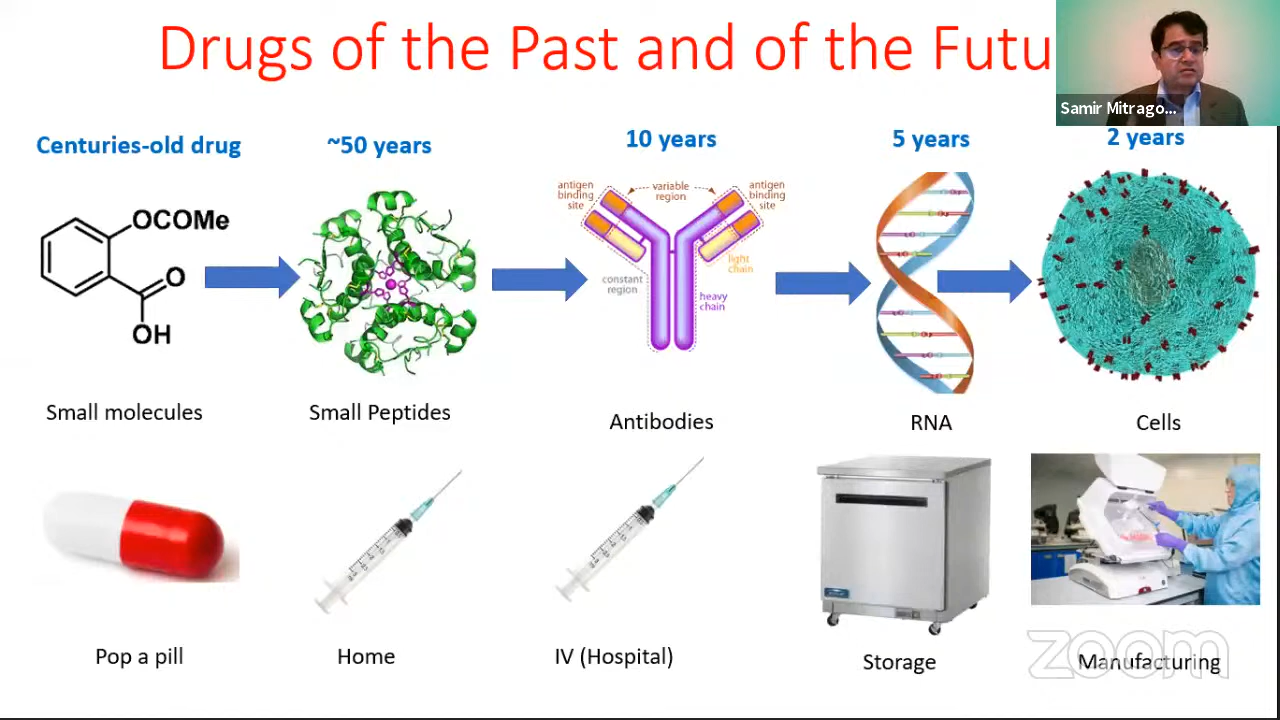 Drugs of the Past and of the Futu
Samir Mitrago...
Centuries-old drug
~50 years
10 years
5 years
2 years
antigen
binding
site
variable
region
antigen
binding
site
OCOMe
O
OH
constant
region
light
chain
heavy
chain
Small molecules
Small Peptides
Antibodies
RNA
Cells
Pop a pill
Home
IV (Hospital)
Storage
Manufacturing
zoom